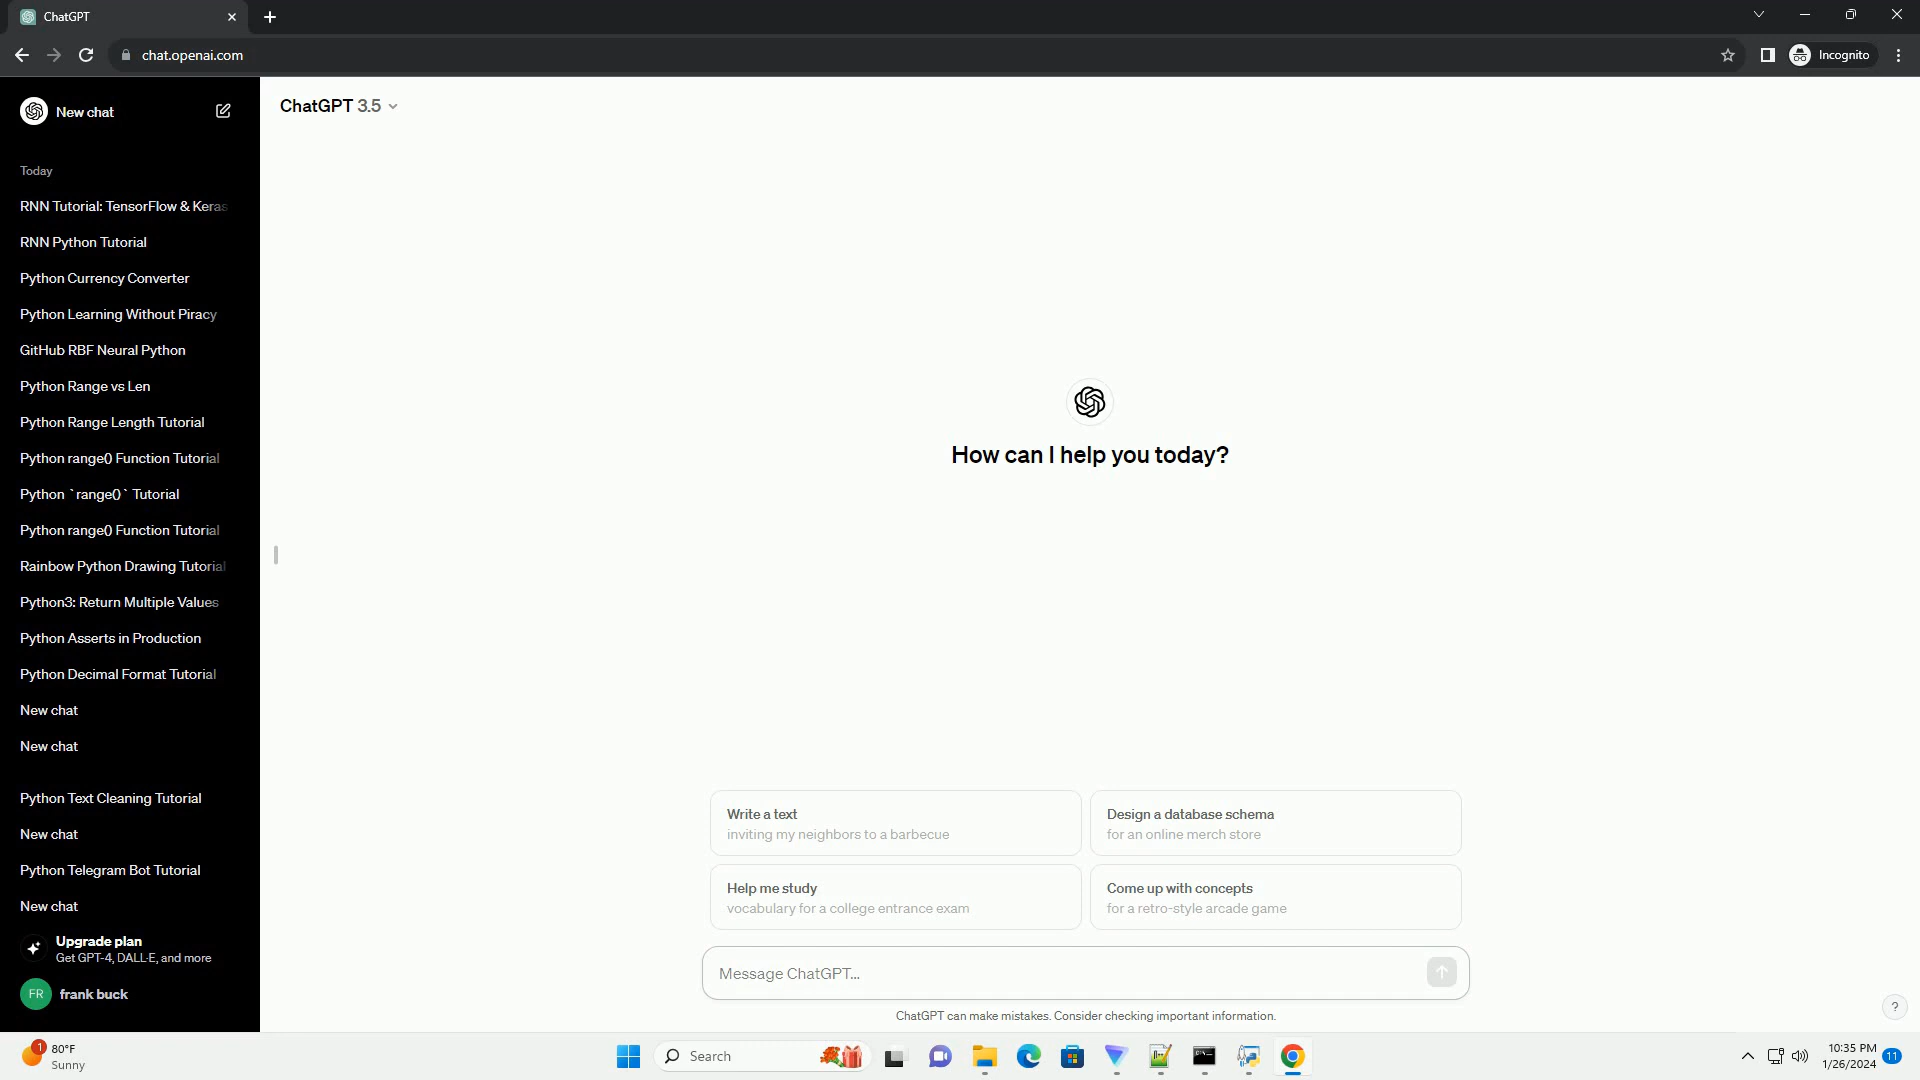 ChatGPT
chat.openai.com
Incognito
New chat
ChatGPT 3.5
Today
RNN Tutorial: TensorFlow & Keras
RNN Python Tutorial
Python Currency Converter
Python Learning Without Piracy
GitHub RBF Neural Python
Python Range vs Len
Python Range Length Tutorial
Python range() Function Tutorial
Python `range()` Tutorial
Python range() Function Tutorial
Rainbow Python Drawing Tutorial
Python3: Return Multiple Values
Python Asserts in Production
Python Decimal Format Tutorial
New chat
New chat
Python Text Cleaning Tutorial
New chat
Python Telegram Bot Tutorial
New chat
Upgrade plan
Get GPT-4, DALL·E, and more
FR frank buck
How can I help you today?
Write a text
inviting my neighbors to a barbecue
Design a database schema
for an online merch store
Help me study
vocabulary for a college entrance exam
Come up with concepts
for a retro-style arcade game
Message ChatGPT...
ChatGPT can make mistakes. Consider checking important information.
?
1
80°F
Sunny
Search
10:35 PM
1/26/2024
11